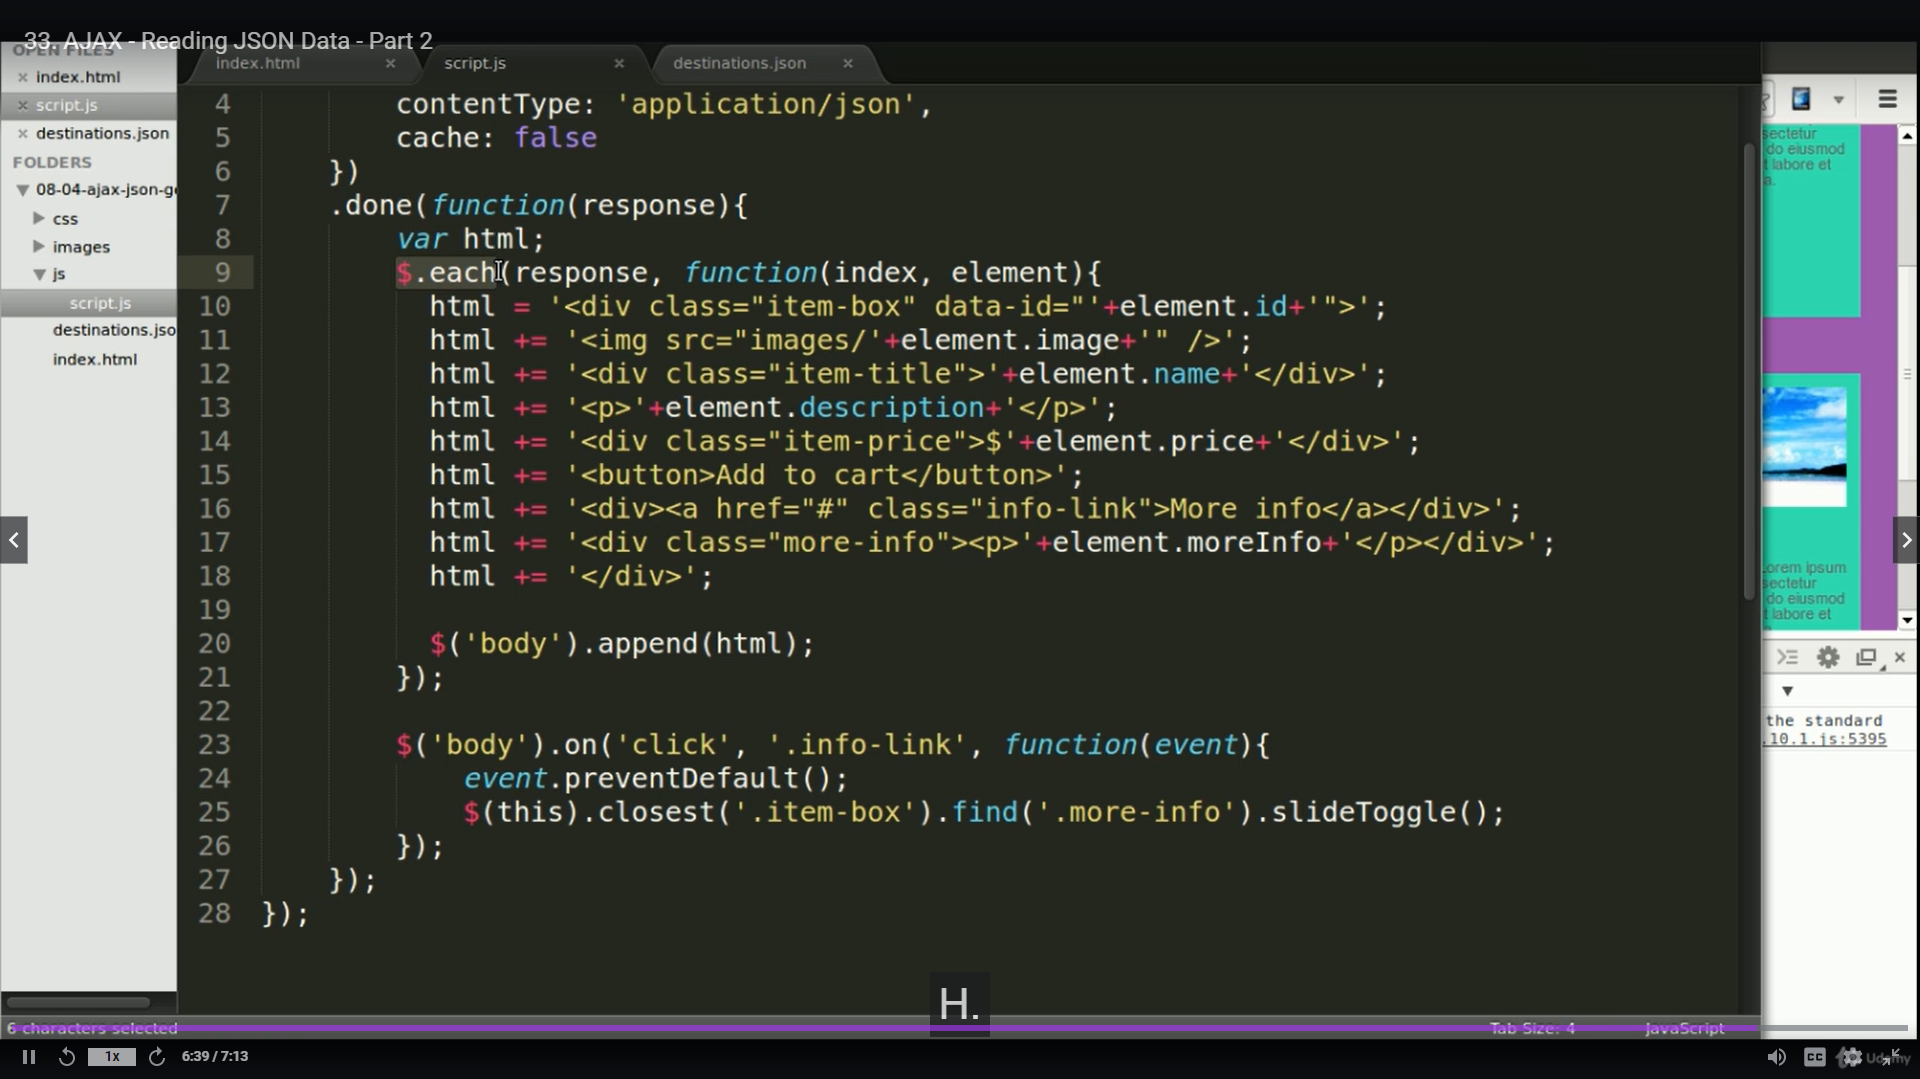 33. AJAX - Reading JSON Data - Part 2
OPEN FILES
index.html
script.js
destinations.json
FOLDERS
08-04-ajax-json-g
css
images
js
script.js
destinations.jso
index.html
index.html
script.js
destinations.json
4 contentType: 'application/json',
5 cache: false
6 })
7 .done(function(response){
8 var html;
9 $.each(response, function(index, element){
10 html = '<div class="item-box" data-id="'+element.id+'">';
11 html += '<img src="images/'+element.image+'" />';
12 html += '<div class="item-title">'+element.name+'</div>';
13 html += '<p>'+element.description+'</p>';
14 html += '<div class="item-price">$'+element.price+'</div>';
15 html += '<button>Add to cart</button>';
16 html += '<div><a href="#" class="info-link">More info</a></div>';
17 html += '<div class="more-info"><p>'+element.moreInfo+'</p></div>';
18 html += '</div>';
19
20 $('body').append(html);
21 });
22
23 $('body').on('click', '.info-link', function(event){
24 event.preventDefault();
25 $(this).closest('.item-box').find('.more-info').slideToggle();
26 });
27 });
28 });
sectetur
do eiusmod
t labore et
a.
orem ipsum
sectetur
do eiusmod
t labore et
the standard
.10.1.js:5395
H.
6 characters selected
Tab Size: 4
JavaScript
1x
6:39 / 7:13
CC
Udemy